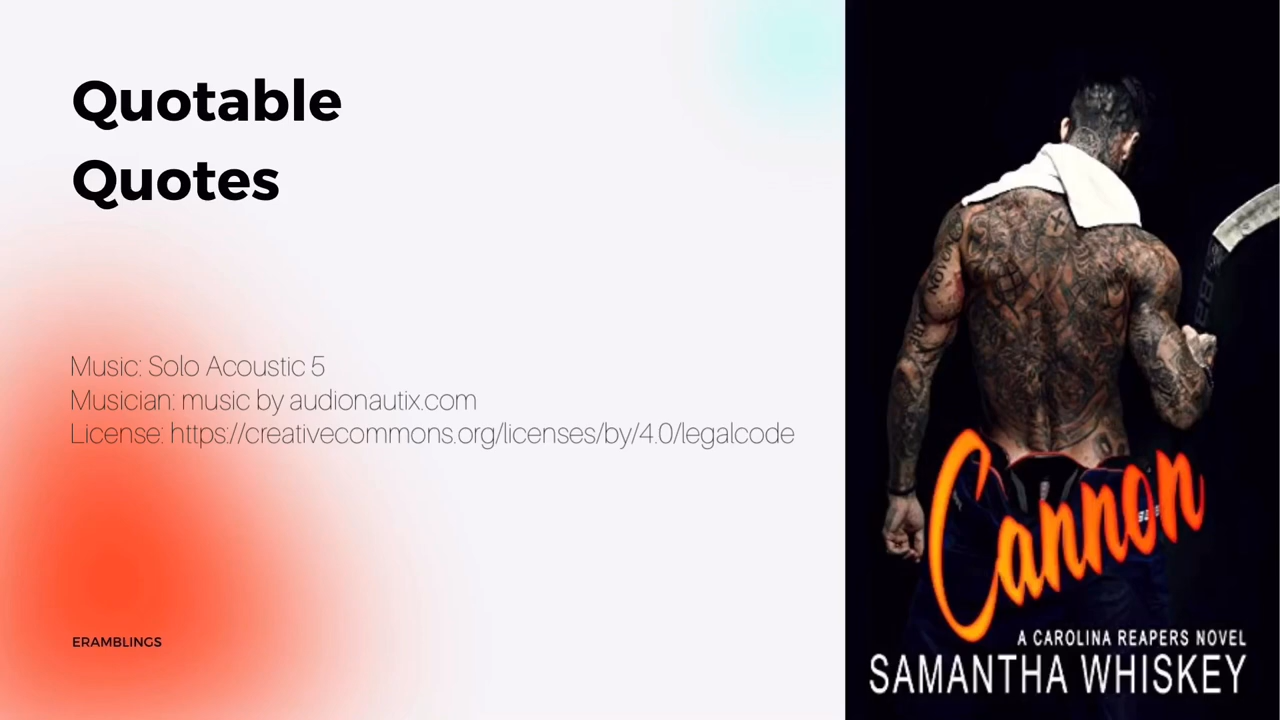 Quotable
Quotes
Music: Solo Acoustic 5
Musician: music by audionautix.com
License: https://creativecommons.org/licenses/by/4.0/legalcode
ERAMBLINGS
Cannon
A CAROLINA REAPERS NOVEL
SAMANTHA WHISKEY